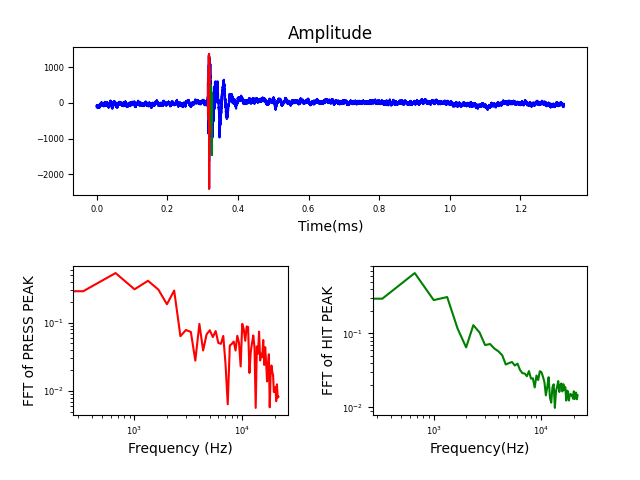 Amplitude
1000
0
−1000
−2000
0.0 0.2 0.4 0.6 0.8 1.0 1.2
Time(ms)
FFT of PRESS PEAK
10⁻¹
10⁻²
10³ 10⁴
Frequency (Hz)
FFT of HIT PEAK
10⁻¹
10⁻²
10³ 10⁴
Frequency(Hz)